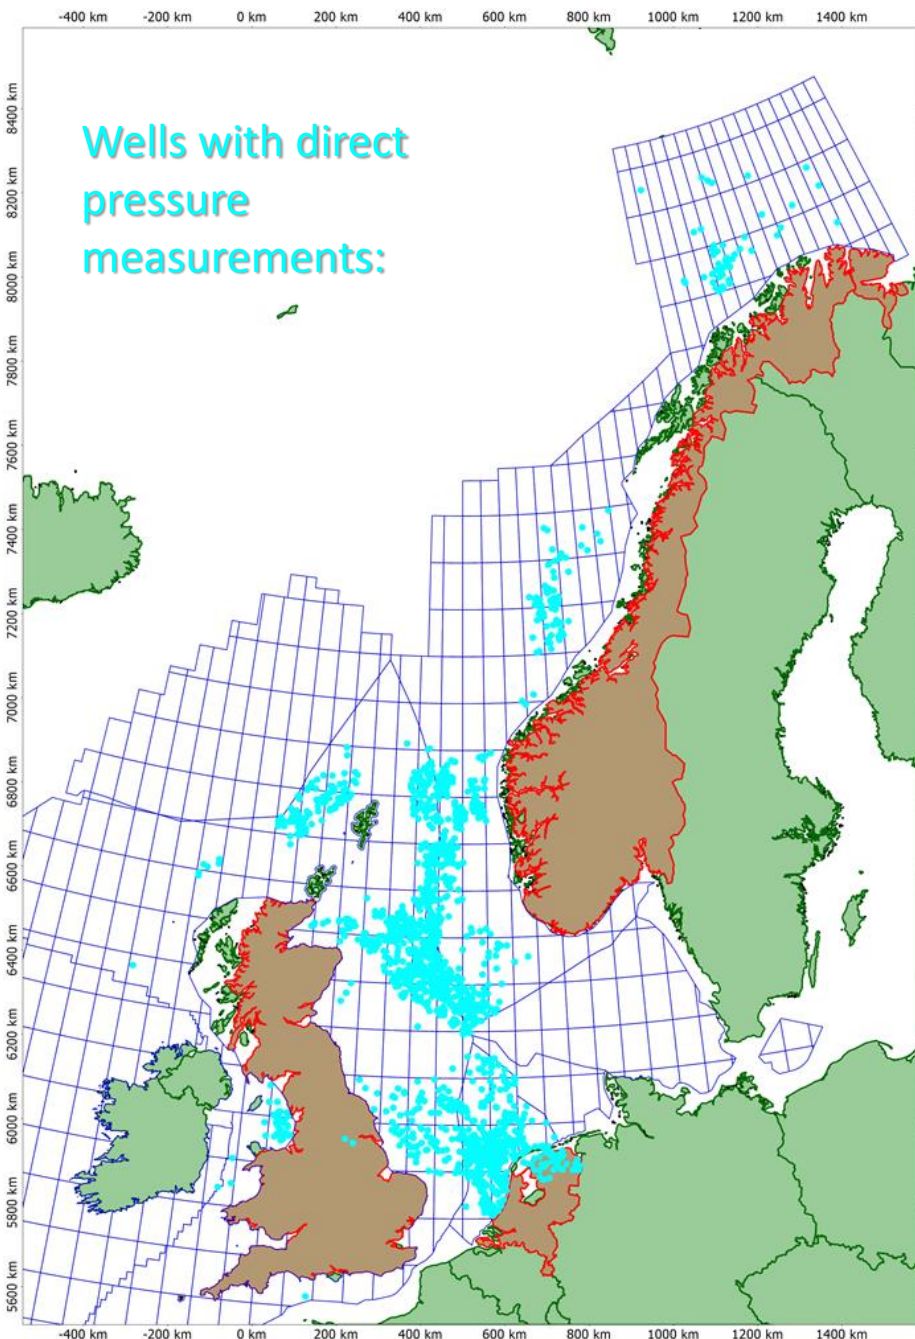 -400 km -200 km 0 km 200 km 400 km 600 km 800 km 1000 km 1200 km 1400 km
Wells with direct
pressure
measurements:
8400 km
8200 km
8000 km
7800 km
7600 km
7400 km
7200 km
7000 km
6800 km
6600 km
6400 km
6200 km
6000 km
5800 km
5600 km
-400 km -200 km 0 km 200 km 400 km 600 km 800 km 1000 km 1200 km 1400 km